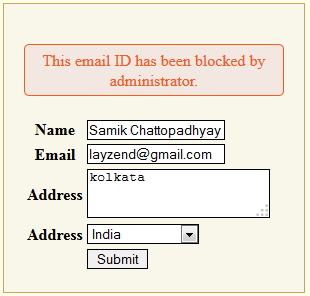 This email ID has been blocked by
administrator.
Name Samik Chattopadhyay
Email layzend@gmail.com
Address kolkata
Address India
Submit